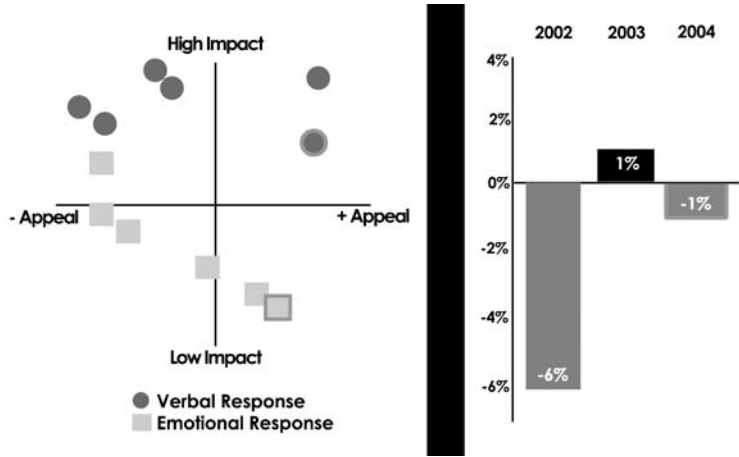 High Impact
- Appeal
+ Appeal
Low Impact
Verbal Response
Emotional Response
2002 2003 2004
4%
2%
1%
0%
-1%
-2%
-4%
-6%
-6%